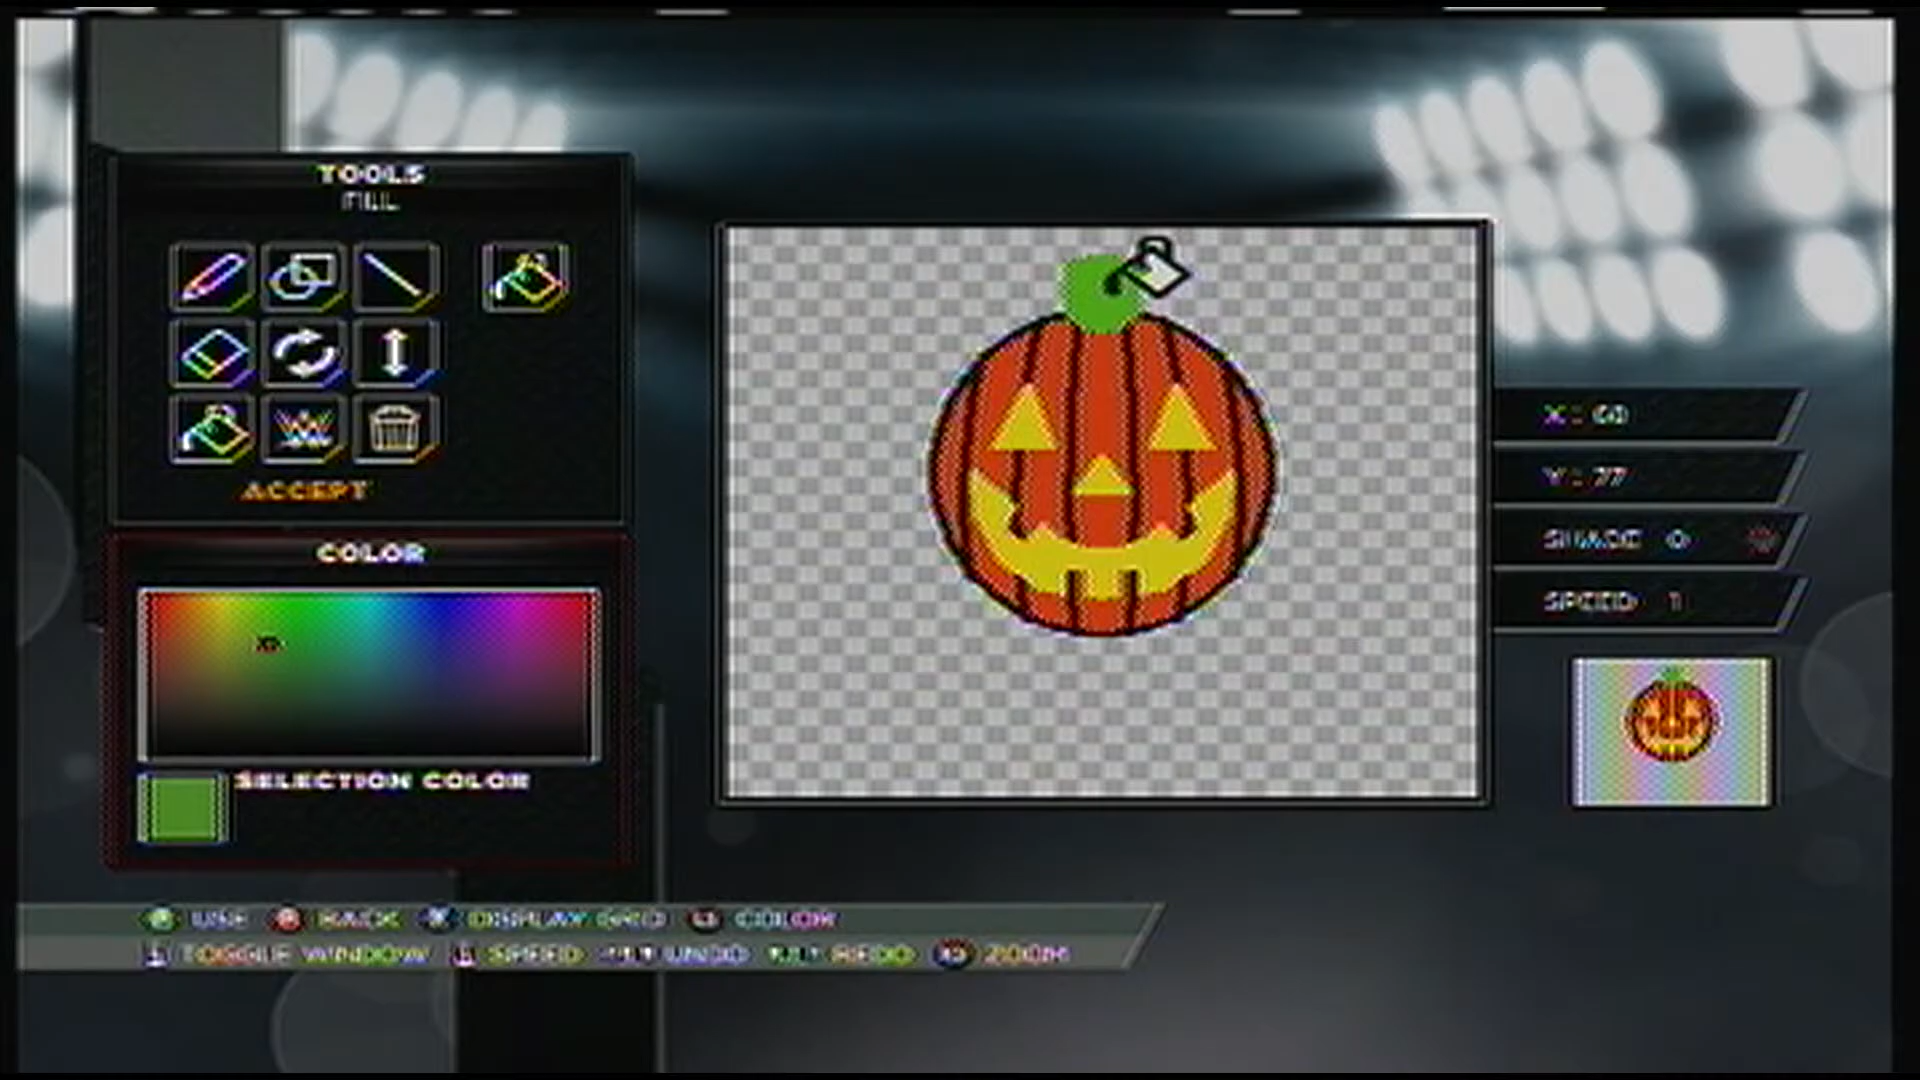 TOOLS
FILL
ACCEPT
COLOR
SELECTION COLOR
X: 60
Y: 77
SHADE 0
SPEED 1
USE BACK DISPLAY GRID COLOR
TOGGLE WINDOW SPEED UNDO REDO ZOOM